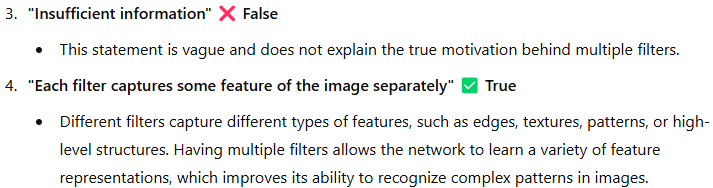 3. "Insufficient information" ❌ False
• This statement is vague and does not explain the true motivation behind multiple filters.
4. "Each filter captures some feature of the image separately" ✅ True
• Different filters capture different types of features, such as edges, textures, patterns, or high-
level structures. Having multiple filters allows the network to learn a variety of feature
representations, which improves its ability to recognize complex patterns in images.